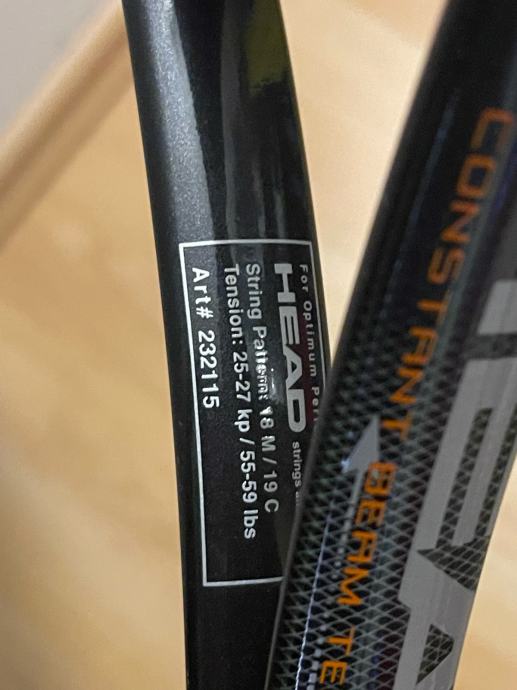 For Optimum
HEAD strings
String Pattern: 18 M / 19 C
Tension: 25-27 kp / 55-59 lbs
Art# 232115
CONSTANT BEAM TE
HEA